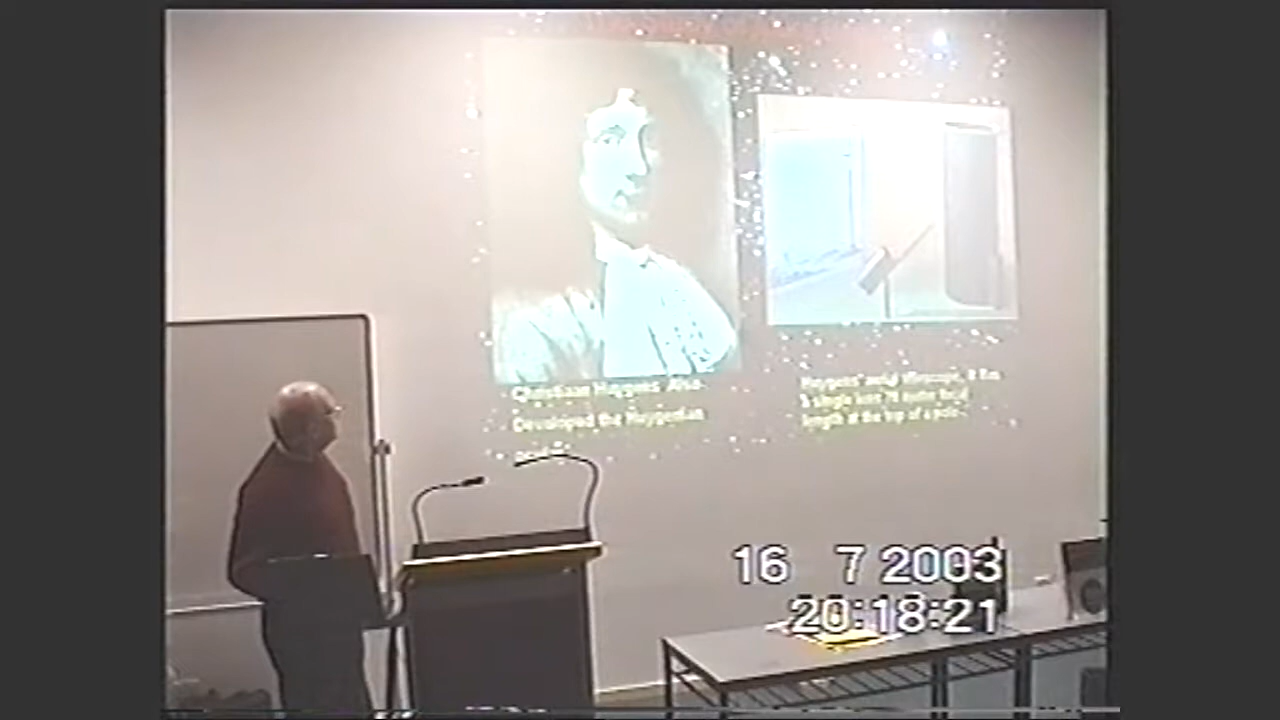 Christiaan Huygens. Also
Developed the Huygenian
Huygens' aerial telescope. It has
a single lens 70 metre focal
length at the top of a pole.
16 7 2003
20:18:21